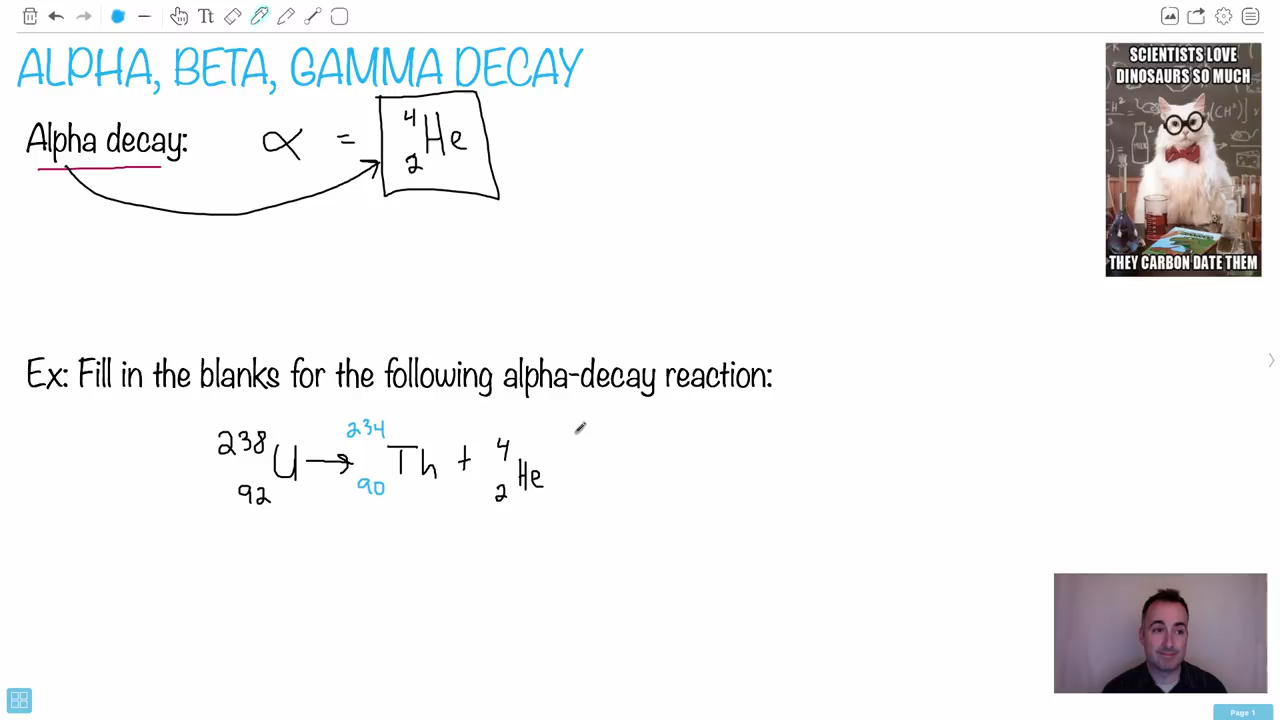 Tt
ALPHA, BETA, GAMMA DECAY
Alpha decay: α = ⁴₂He
SCIENTISTS LOVE
DINOSAURS SO MUCH
THEY CARBON DATE THEM
Ex: Fill in the blanks for the following alpha-decay reaction:
²³⁸₉₂U → ²³⁴₉₀Th + ⁴₂He
Page 1